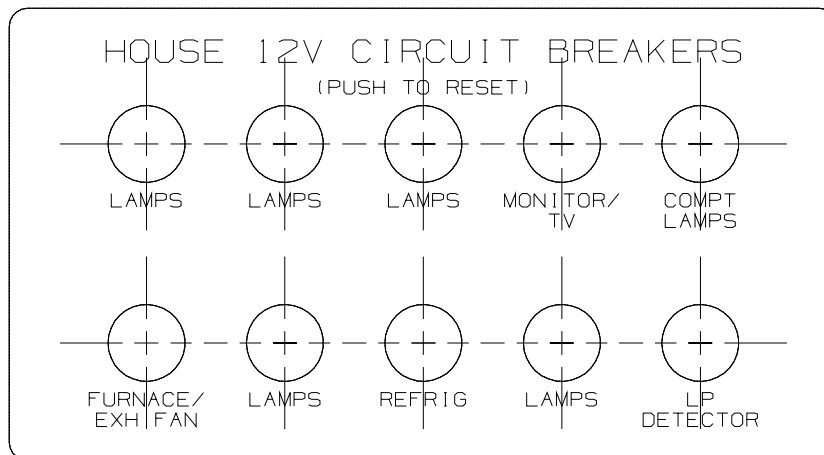 HOUSE 12V CIRCUIT BREAKERS
(PUSH TO RESET)
LAMPS
LAMPS
LAMPS
MONITOR/
TV
COMPT
LAMPS
FURNACE/
EXH FAN
LAMPS
REFRIG
LAMPS
LP
DETECTOR